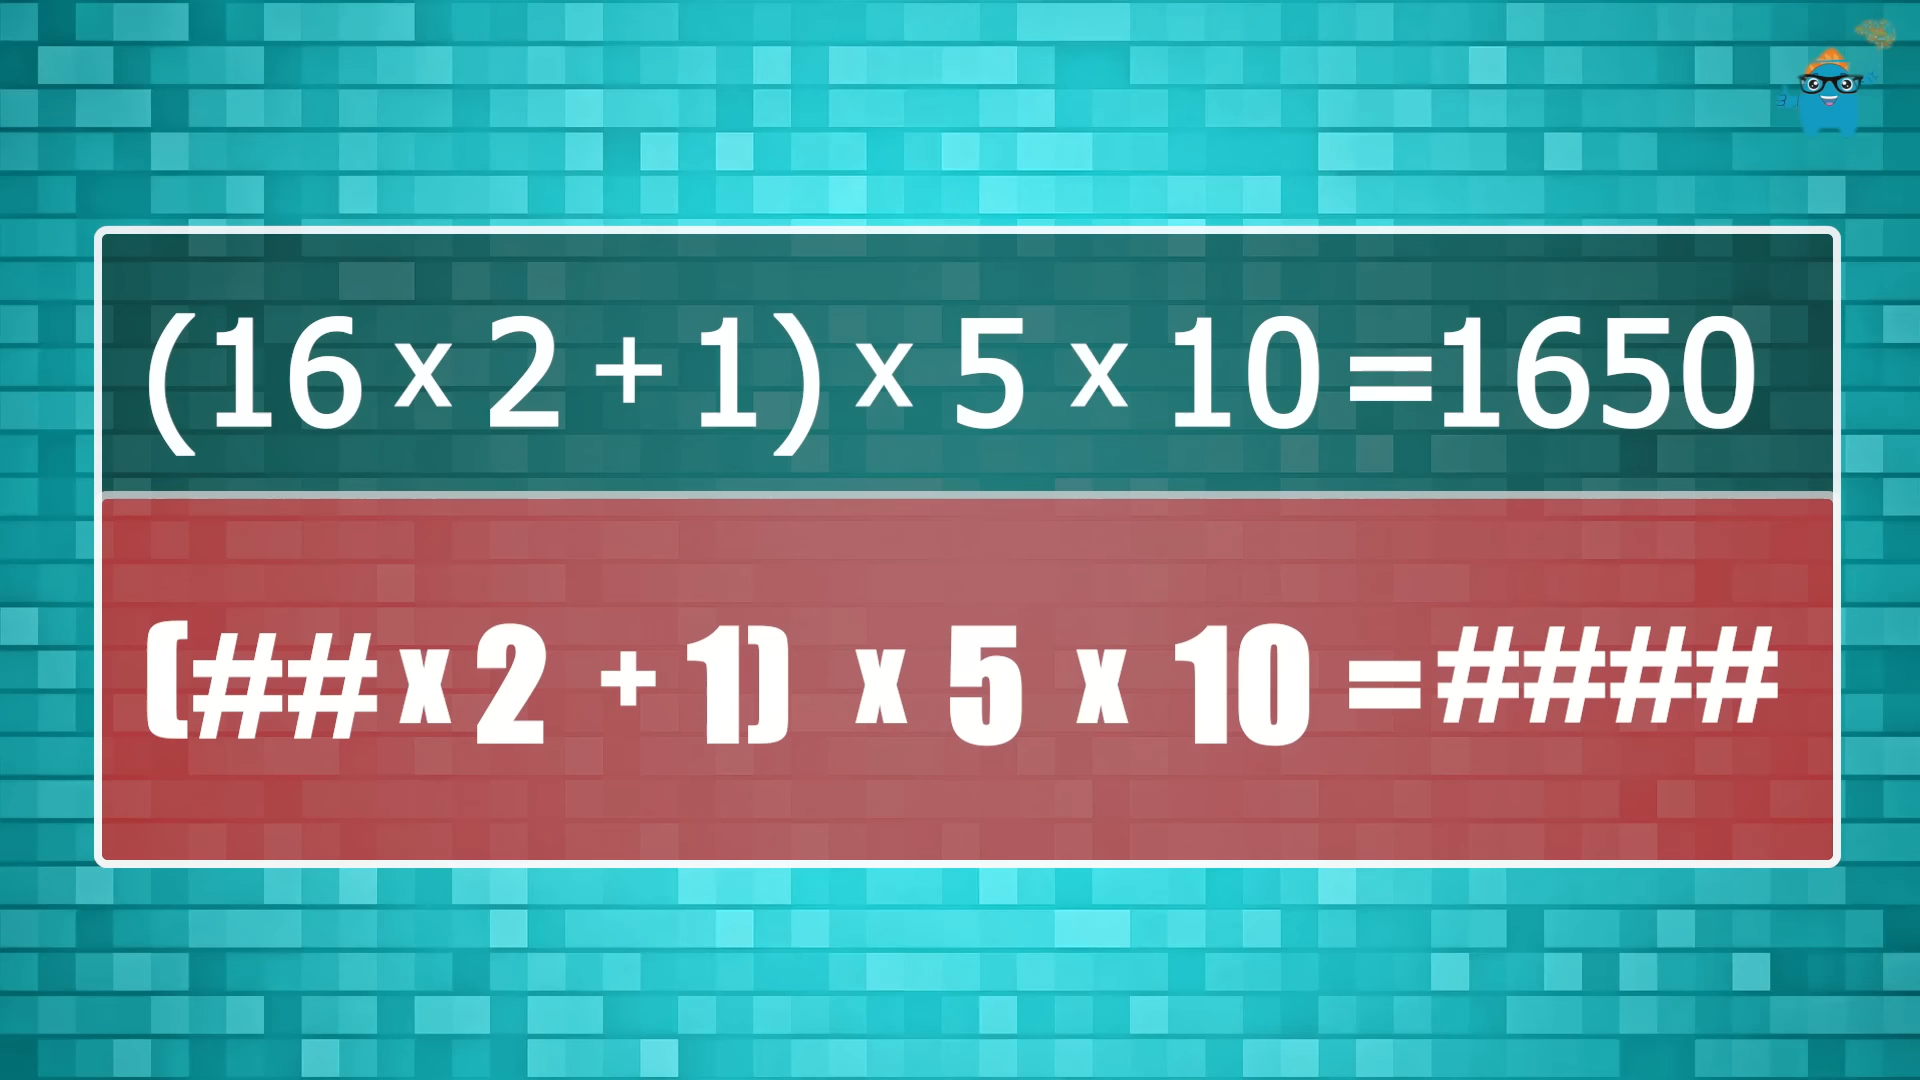 (16 x 2 + 1) x 5 x 10 =1650
(## x 2 + 1) x 5 x 10 =####